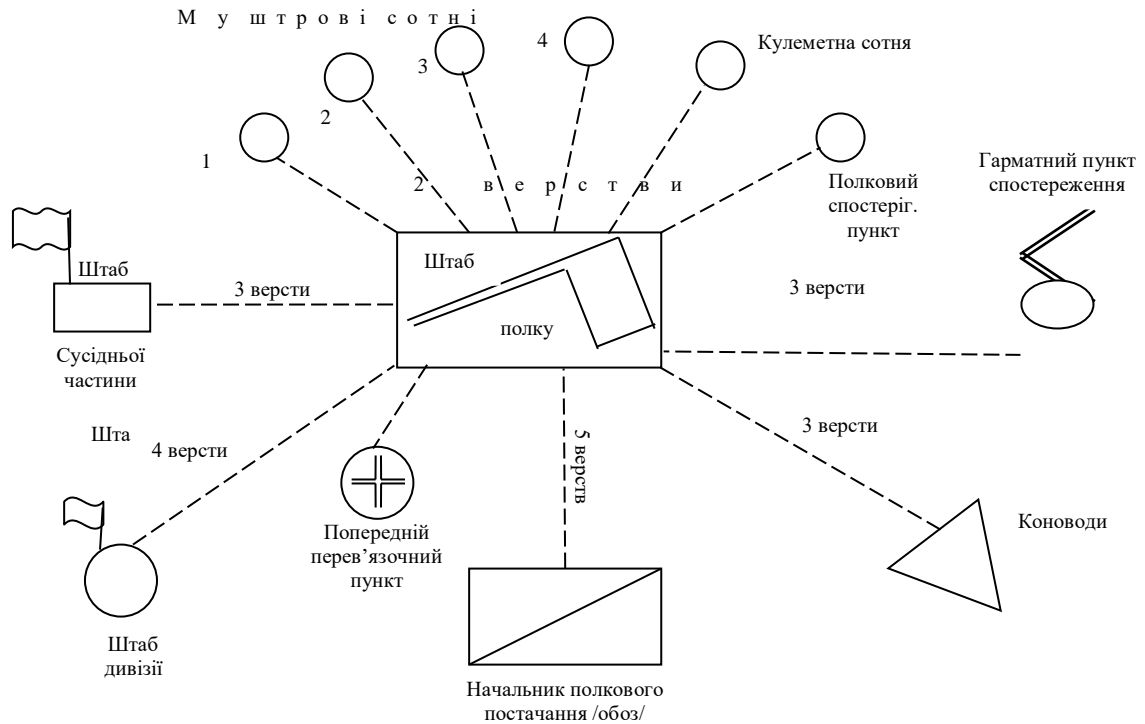 М у ш т р о в і с о т н і
4
Кулеметна сотня
3
2
1
2 в е р с т в и
Полковий
спостеріг.
пункт
Гарматний пункт
спостереження
Штаб
Штаб
полку
3 версти
3 версти
Сусідньої
частини
Шта
4 версти
5 верств
3 версти
Попередній
перев’язочний
пункт
Коноводи
Штаб
дивізії
Начальник полкового
постачання /обоз/